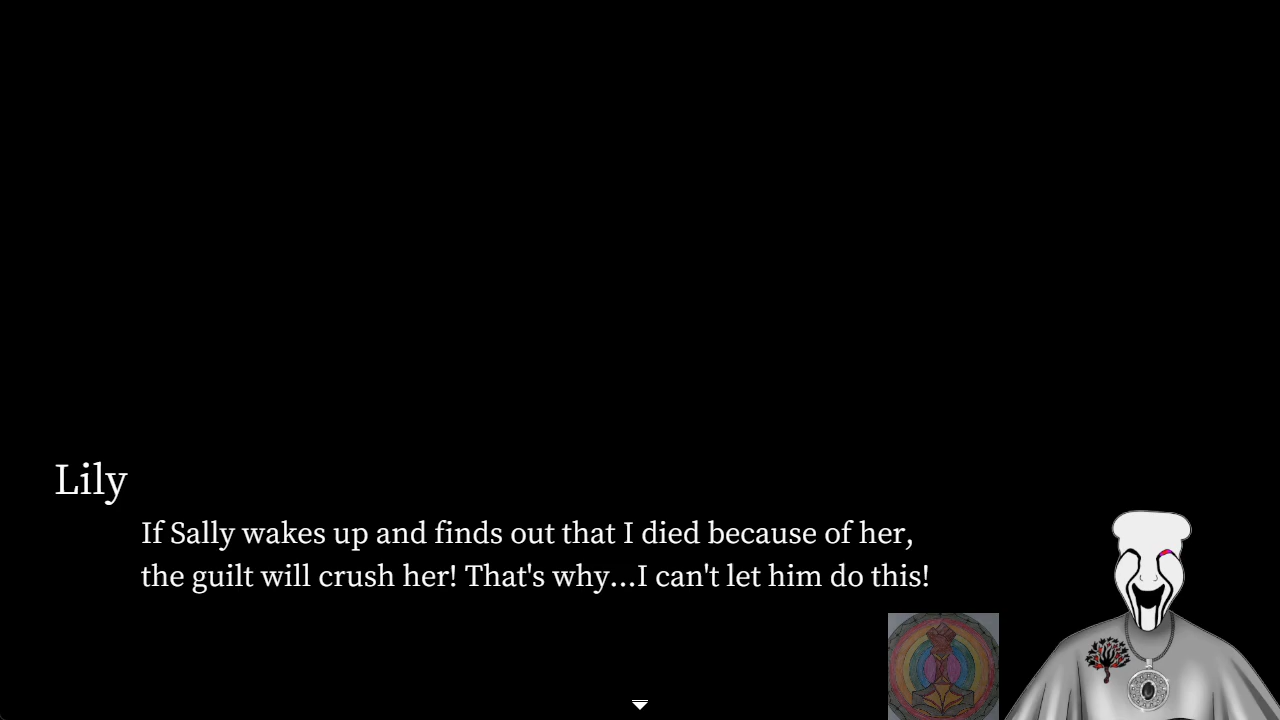 Lily
If Sally wakes up and finds out that I died because of her,
the guilt will crush her! That's why...I can't let him do this!